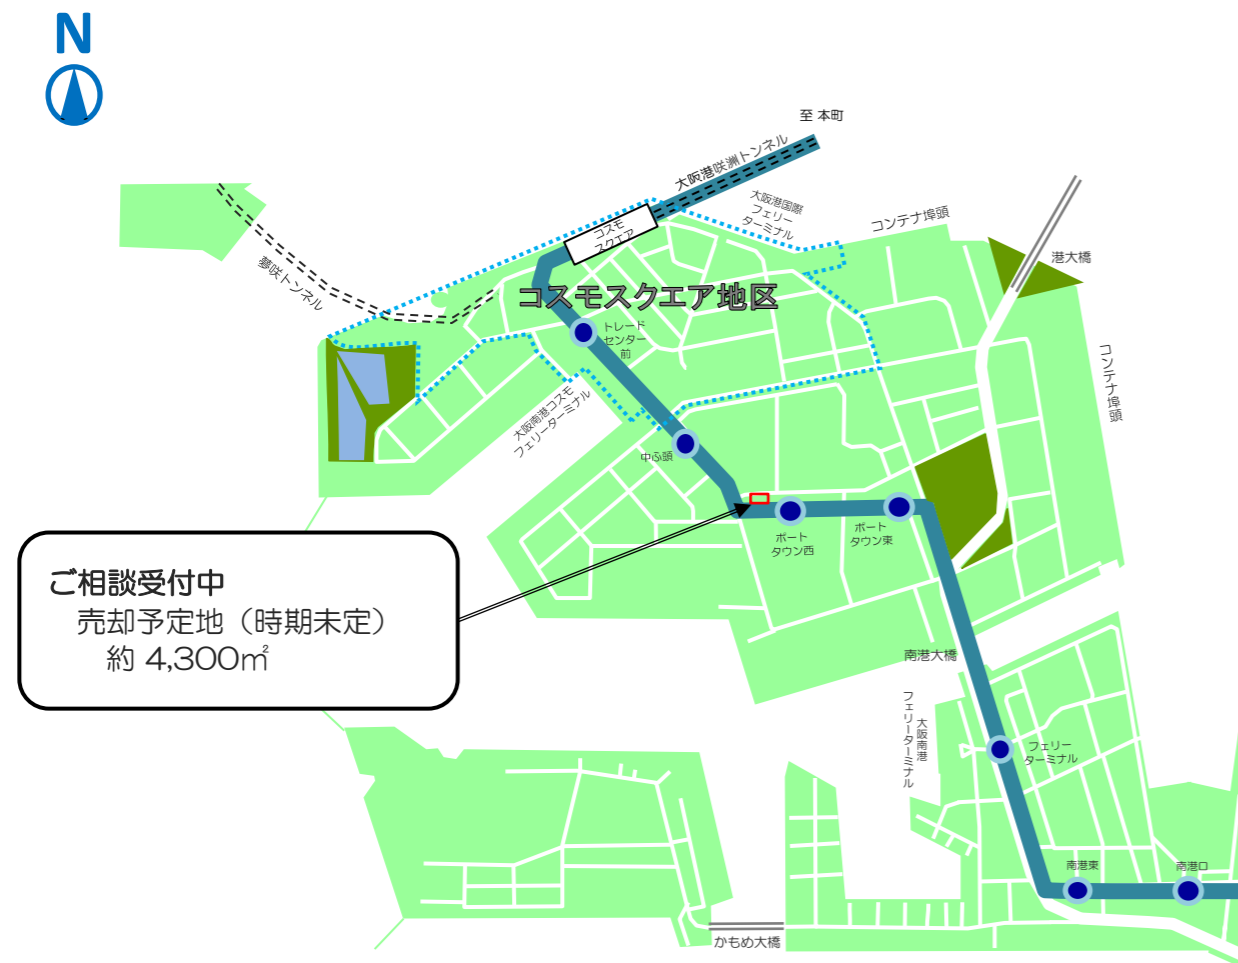 N
至 本町
大阪港咲洲トンネル
大阪港国際
フェリー
ターミナル
コンテナ埠頭
港大橋
コスモ
スクエア
夢咲トンネル
コスモスクエア地区
トレード
センター
前
コンテナ埠頭
大阪南港コスモ
フェリーターミナル
中ふ頭
ポート
タウン西
ポート
タウン東
ご相談受付中
売却予定地（時期未定）
約 4,300㎡
南港大橋
大阪南港
フェリーターミナル
フェリー
ターミナル
南港東
南港口
かもめ大橋